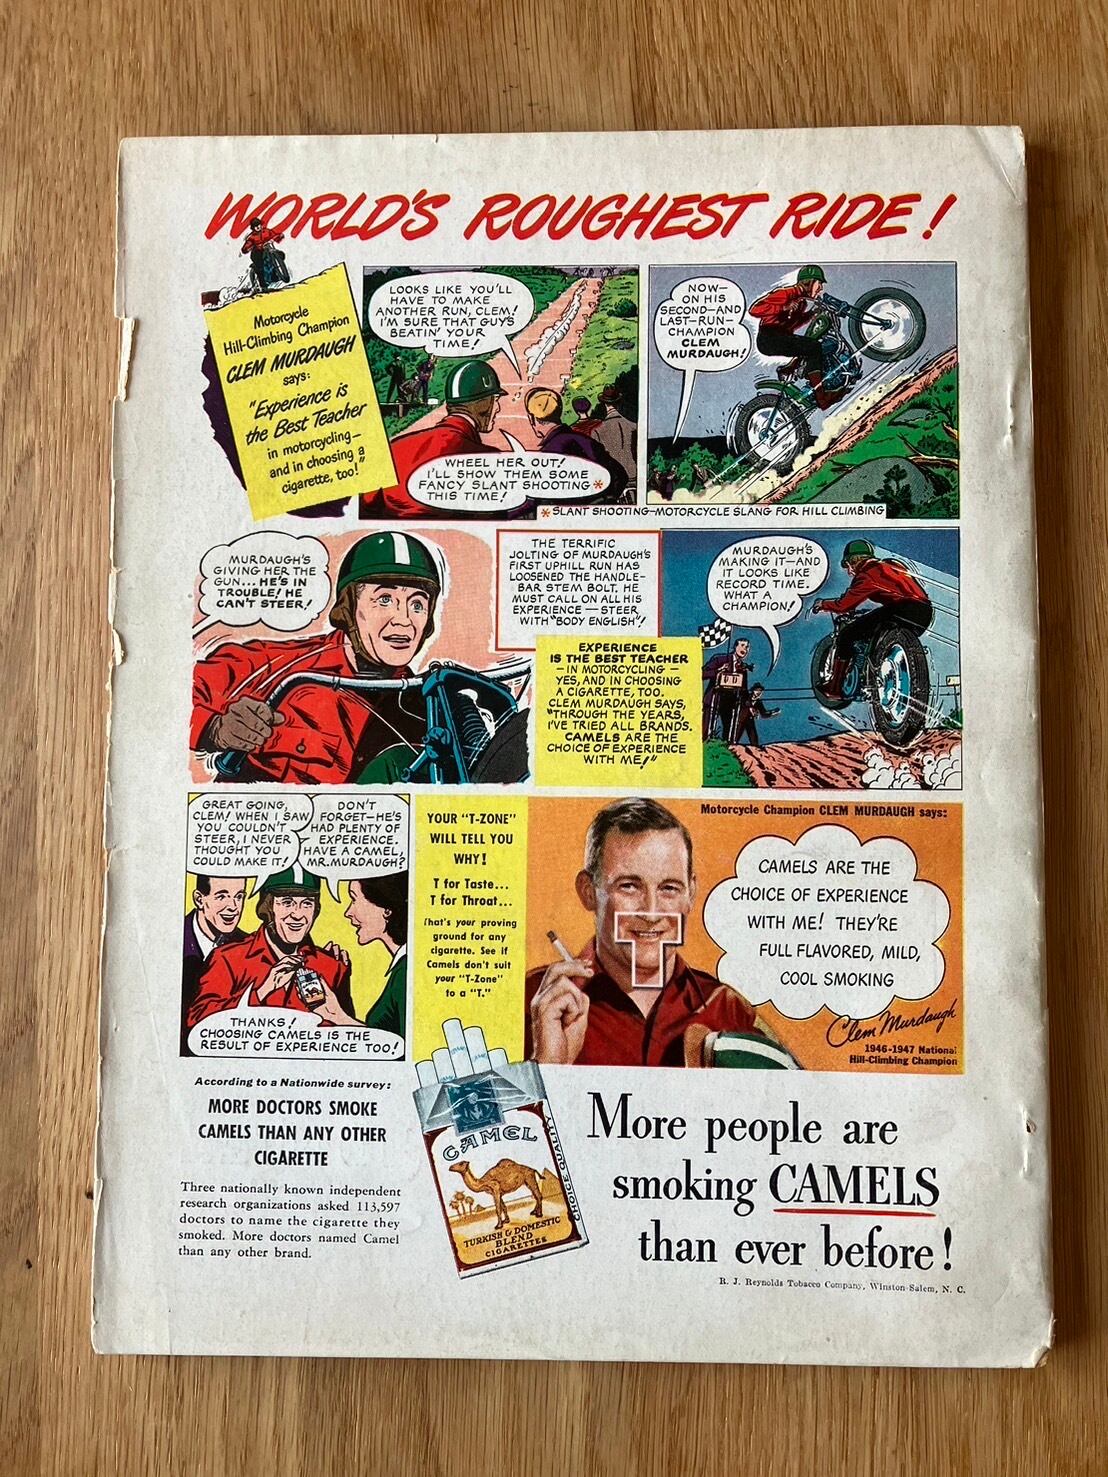 WORLD'S ROUGHEST RIDE!
Motorcycle
Hill-Climbing Champion
CLEM MURDAUGH
says:
"Experience is
the Best Teacher
in motorcycling—
and in choosing a
cigarette, too!"
LOOKS LIKE YOU'LL
HAVE TO MAKE
ANOTHER RUN, CLEM!
I'M SURE THAT GUY'S
BEATIN' YOUR
TIME!
WHEEL HER OUT!
I'LL SHOW THEM SOME
FANCY SLANT SHOOTING*
THIS TIME!
NOW—
ON HIS
SECOND—AND
LAST—RUN—
CHAMPION
CLEM
MURDAUGH!
*SLANT SHOOTING—MOTORCYCLE SLANG FOR HILL CLIMBING
MURDAUGH'S
GIVING HER THE
GUN... HE'S IN
TROUBLE! HE
CAN'T STEER!
THE TERRIFIC
JOLTING OF MURDAUGH'S
FIRST UPHILL RUN HAS
LOOSENED THE HANDLE-
BAR STEM BOLT. HE
MUST CALL ON ALL HIS
EXPERIENCE — STEER
WITH "BODY ENGLISH"!
EXPERIENCE
IS THE BEST TEACHER
— IN MOTORCYCLING —
YES, AND IN CHOOSING
A CIGARETTE, TOO.
CLEM MURDAUGH SAYS,
"THROUGH THE YEARS,
I'VE TRIED ALL BRANDS.
CAMELS ARE THE
CHOICE OF EXPERIENCE
WITH ME!"
MURDAUGH'S
MAKING IT—AND
IT LOOKS LIKE
RECORD TIME.
WHAT A
CHAMPION!
GREAT GOING,
CLEM! WHEN I SAW
YOU COULDN'T
STEER, I NEVER
THOUGHT YOU
COULD MAKE IT!
DON'T
FORGET—HE'S
HAD PLENTY OF
EXPERIENCE.
HAVE A CAMEL,
MR. MURDAUGH?
THANKS!
CHOOSING CAMELS IS THE
RESULT OF EXPERIENCE TOO!
YOUR "T-ZONE"
WILL TELL YOU
WHY!
T for Taste...
T for Throat...
That's your proving
ground for any
cigarette. See if
Camels don't suit
your "T-Zone"
to a "T."
T
Motorcycle Champion CLEM MURDAUGH says:
CAMELS ARE THE
CHOICE OF EXPERIENCE
WITH ME! THEY'RE
FULL FLAVORED, MILD,
COOL SMOKING
Clem Murdaugh
1946-1947 National
Hill-Climbing Champion
According to a Nationwide survey:
MORE DOCTORS SMOKE
CAMELS THAN ANY OTHER
CIGARETTE
Three nationally known independent
research organizations asked 113,597
doctors to name the cigarette they
smoked. More doctors named Camel
than any other brand.
CAMEL
TURKISH & DOMESTIC
BLEND
CIGARETTES
CHOICE QUALITY
More people are
smoking CAMELS
than ever before!
R. J. Reynolds Tobacco Company, Winston-Salem, N. C.